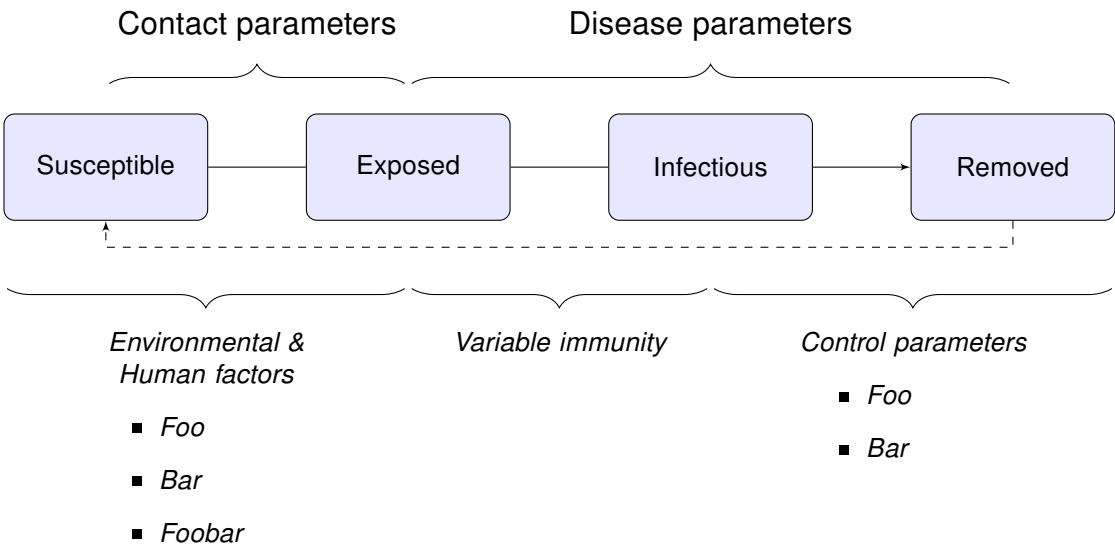 Contact parameters
Disease parameters
Susceptible
Exposed
Infectious
Removed
Environmental &
Human factors
▪ Foo
▪ Bar
▪ Foobar
Variable immunity
Control parameters
▪ Foo
▪ Bar